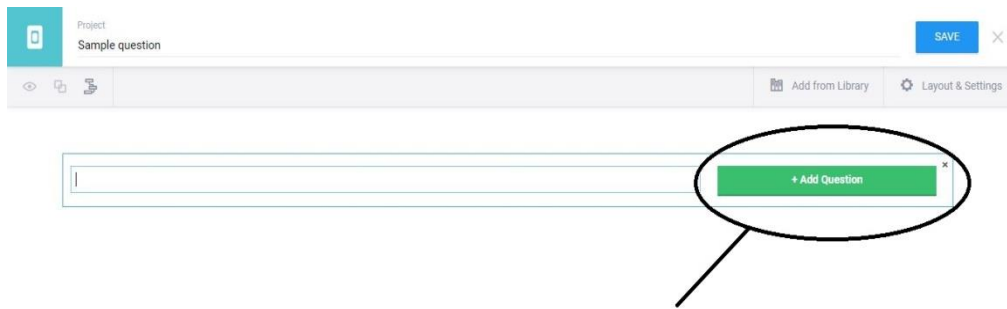 Project
Sample question
SAVE
Add from Library
Layout & Settings
+ Add Question